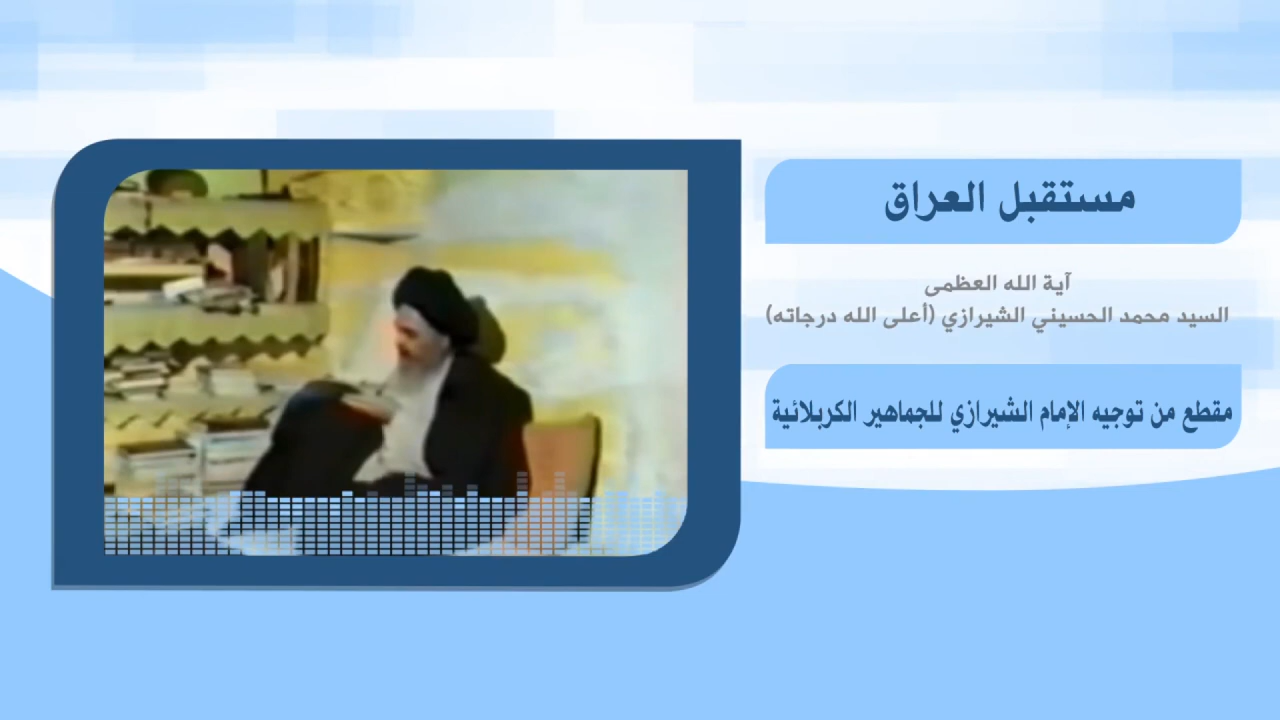 مستقبل العراق
آية الله العظمى
السيد محمد الحسيني الشيرازي (أعلى الله درجاته)
مقطع من توجيه الإمام الشيرازي للجماهير الكربلائية